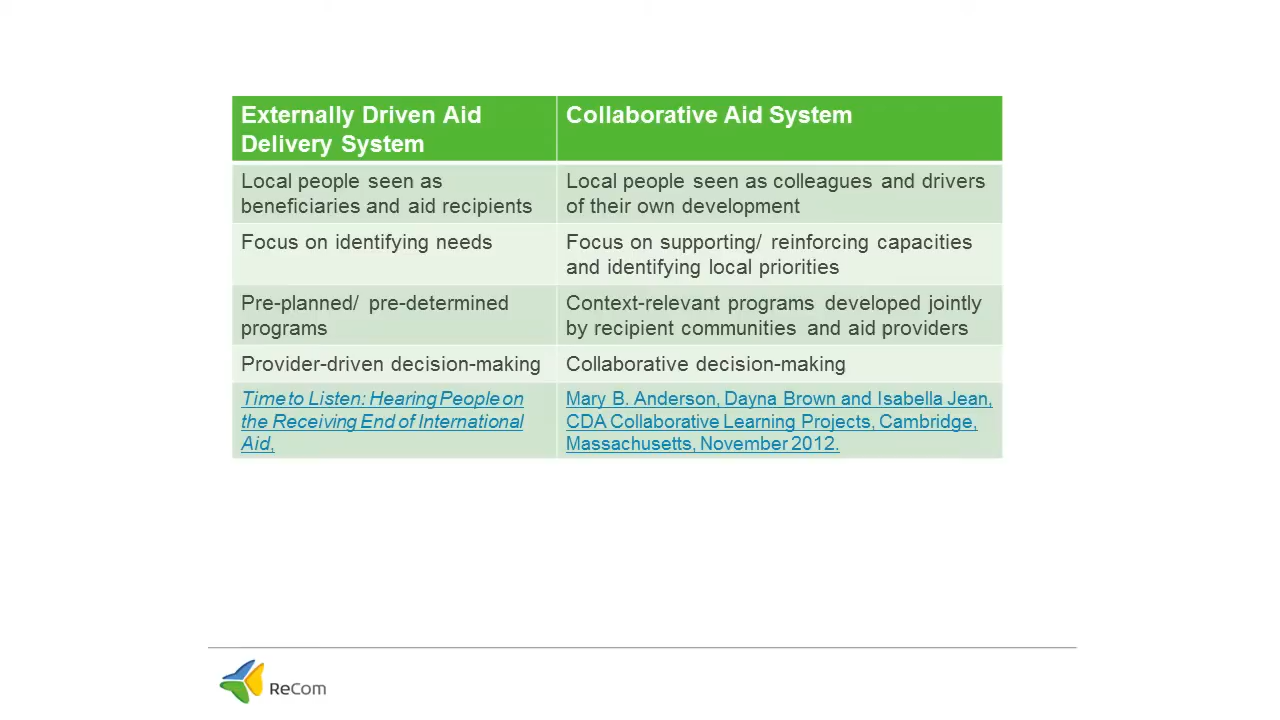 Externally Driven Aid
Delivery System
Collaborative Aid System
Local people seen as
beneficiaries and aid recipients
Local people seen as colleagues and drivers
of their own development
Focus on identifying needs
Focus on supporting/ reinforcing capacities
and identifying local priorities
Pre-planned/ pre-determined
programs
Context-relevant programs developed jointly
by recipient communities and aid providers
Provider-driven decision-making
Collaborative decision-making
Time to Listen: Hearing People on
the Receiving End of International
Aid,
Mary B. Anderson, Dayna Brown and Isabella Jean,
CDA Collaborative Learning Projects, Cambridge,
Massachusetts, November 2012.
ReCom